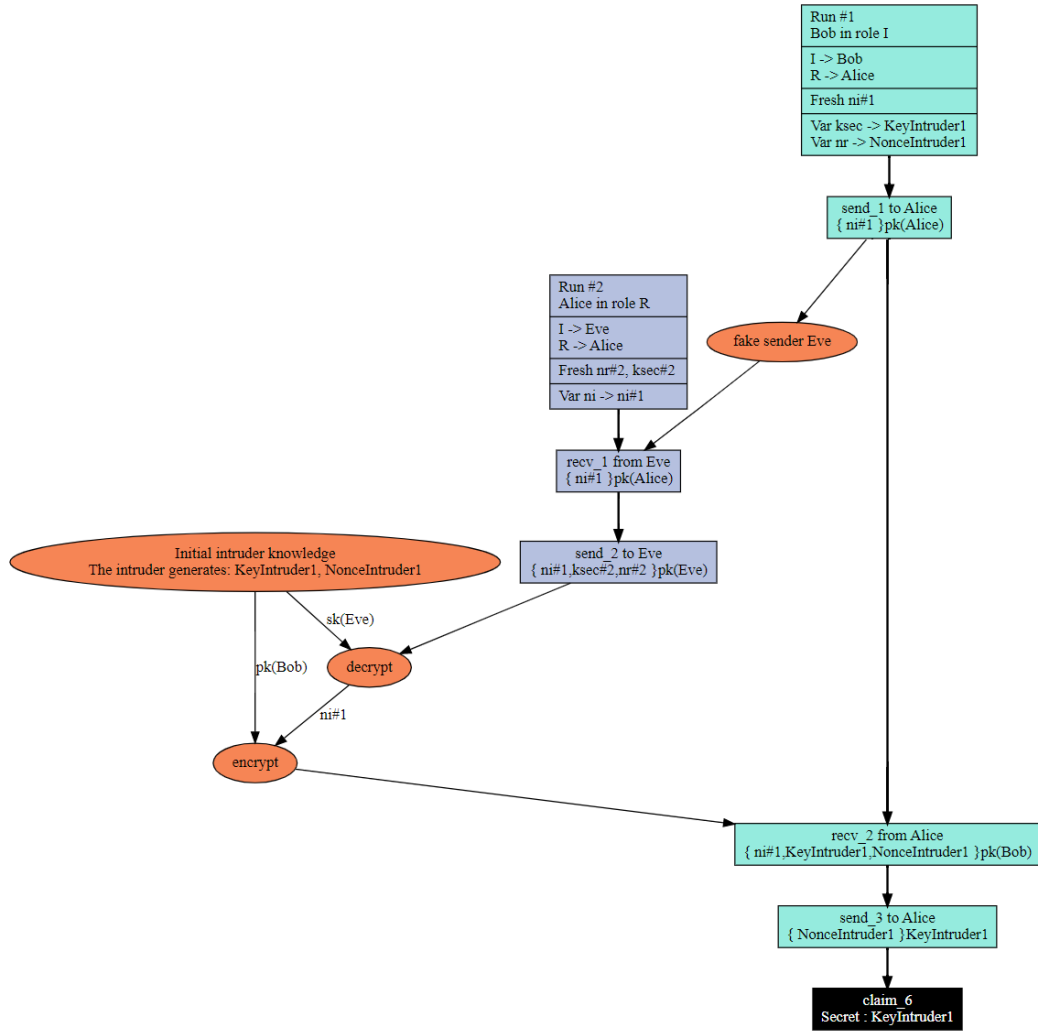 Run #1
Bob in role I
I -> Bob
R -> Alice
Fresh ni#1
Var ksec -> KeyIntruder1
Var nr -> NonceIntruder1
send_1 to Alice
{ ni#1 }pk(Alice)
Run #2
Alice in role R
I -> Eve
R -> Alice
Fresh nr#2, ksec#2
Var ni -> ni#1
fake sender Eve
recv_1 from Eve
{ ni#1 }pk(Alice)
Initial intruder knowledge
The intruder generates: KeyIntruder1, NonceIntruder1
send_2 to Eve
{ ni#1,ksec#2,nr#2 }pk(Eve)
sk(Eve)
pk(Bob)
decrypt
ni#1
encrypt
recv_2 from Alice
{ ni#1,KeyIntruder1,NonceIntruder1 }pk(Bob)
send_3 to Alice
{ NonceIntruder1 }KeyIntruder1
claim_6
Secret : KeyIntruder1